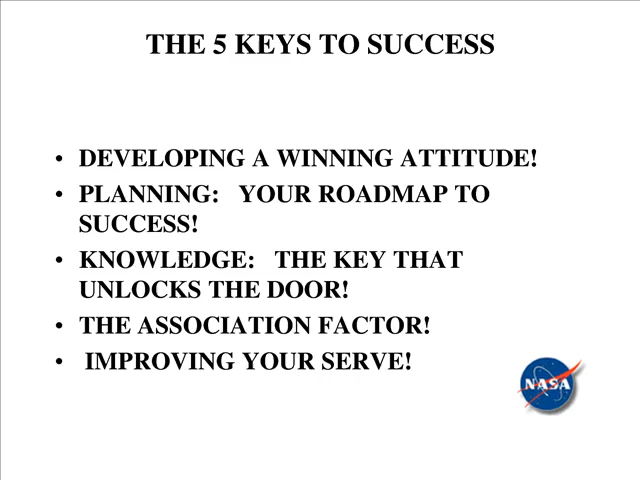 THE 5 KEYS TO SUCCESS
• DEVELOPING A WINNING ATTITUDE!
• PLANNING: YOUR ROADMAP TO
SUCCESS!
• KNOWLEDGE: THE KEY THAT
UNLOCKS THE DOOR!
• THE ASSOCIATION FACTOR!
• IMPROVING YOUR SERVE!
NASA